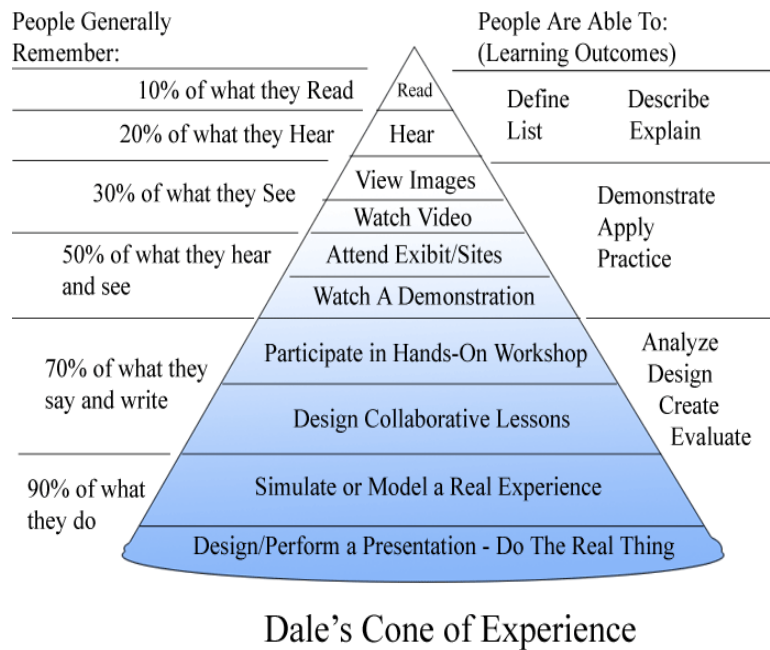 People Generally
Remember:
People Are Able To:
(Learning Outcomes)
10% of what they Read
Read
Define
Describe
List
Explain
20% of what they Hear
Hear
30% of what they See
View Images
Watch Video
Demonstrate
Apply
Practice
50% of what they hear
and see
Attend Exibit/Sites
Watch A Demonstration
70% of what they
say and write
Participate in Hands-On Workshop
Design Collaborative Lessons
Analyze
Design
Create
Evaluate
90% of what
they do
Simulate or Model a Real Experience
Design/Perform a Presentation - Do The Real Thing
Dale's Cone of Experience